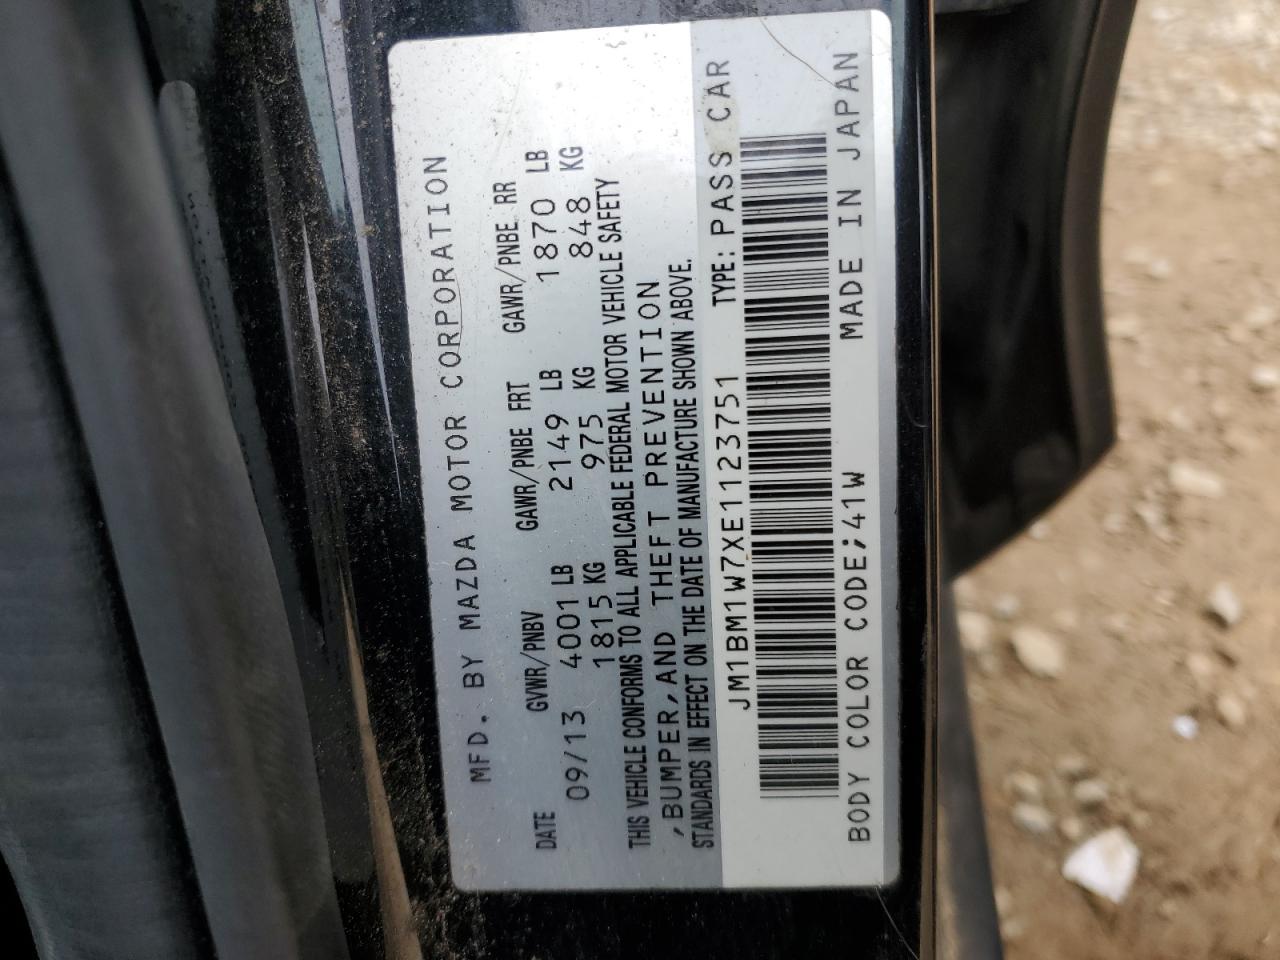 MFD. BY MAZDA MOTOR CORPORATION
DATE GVWR/PNBV GAWR/PNBE FRT GAWR/PNBE RR
09/13 4001 LB 2149 LB 1870 LB
1815 KG 975 KG 848 KG
THIS VEHICLE CONFORMS TO ALL APPLICABLE FEDERAL MOTOR VEHICLE SAFETY
,BUMPER,AND THEFT PREVENTION
STANDARDS IN EFFECT ON THE DATE OF MANUFACTURE SHOWN ABOVE.
JM1BM1W7XE1123751 TYPE: PASS CAR
BODY COLOR CODE;41W MADE IN JAPAN